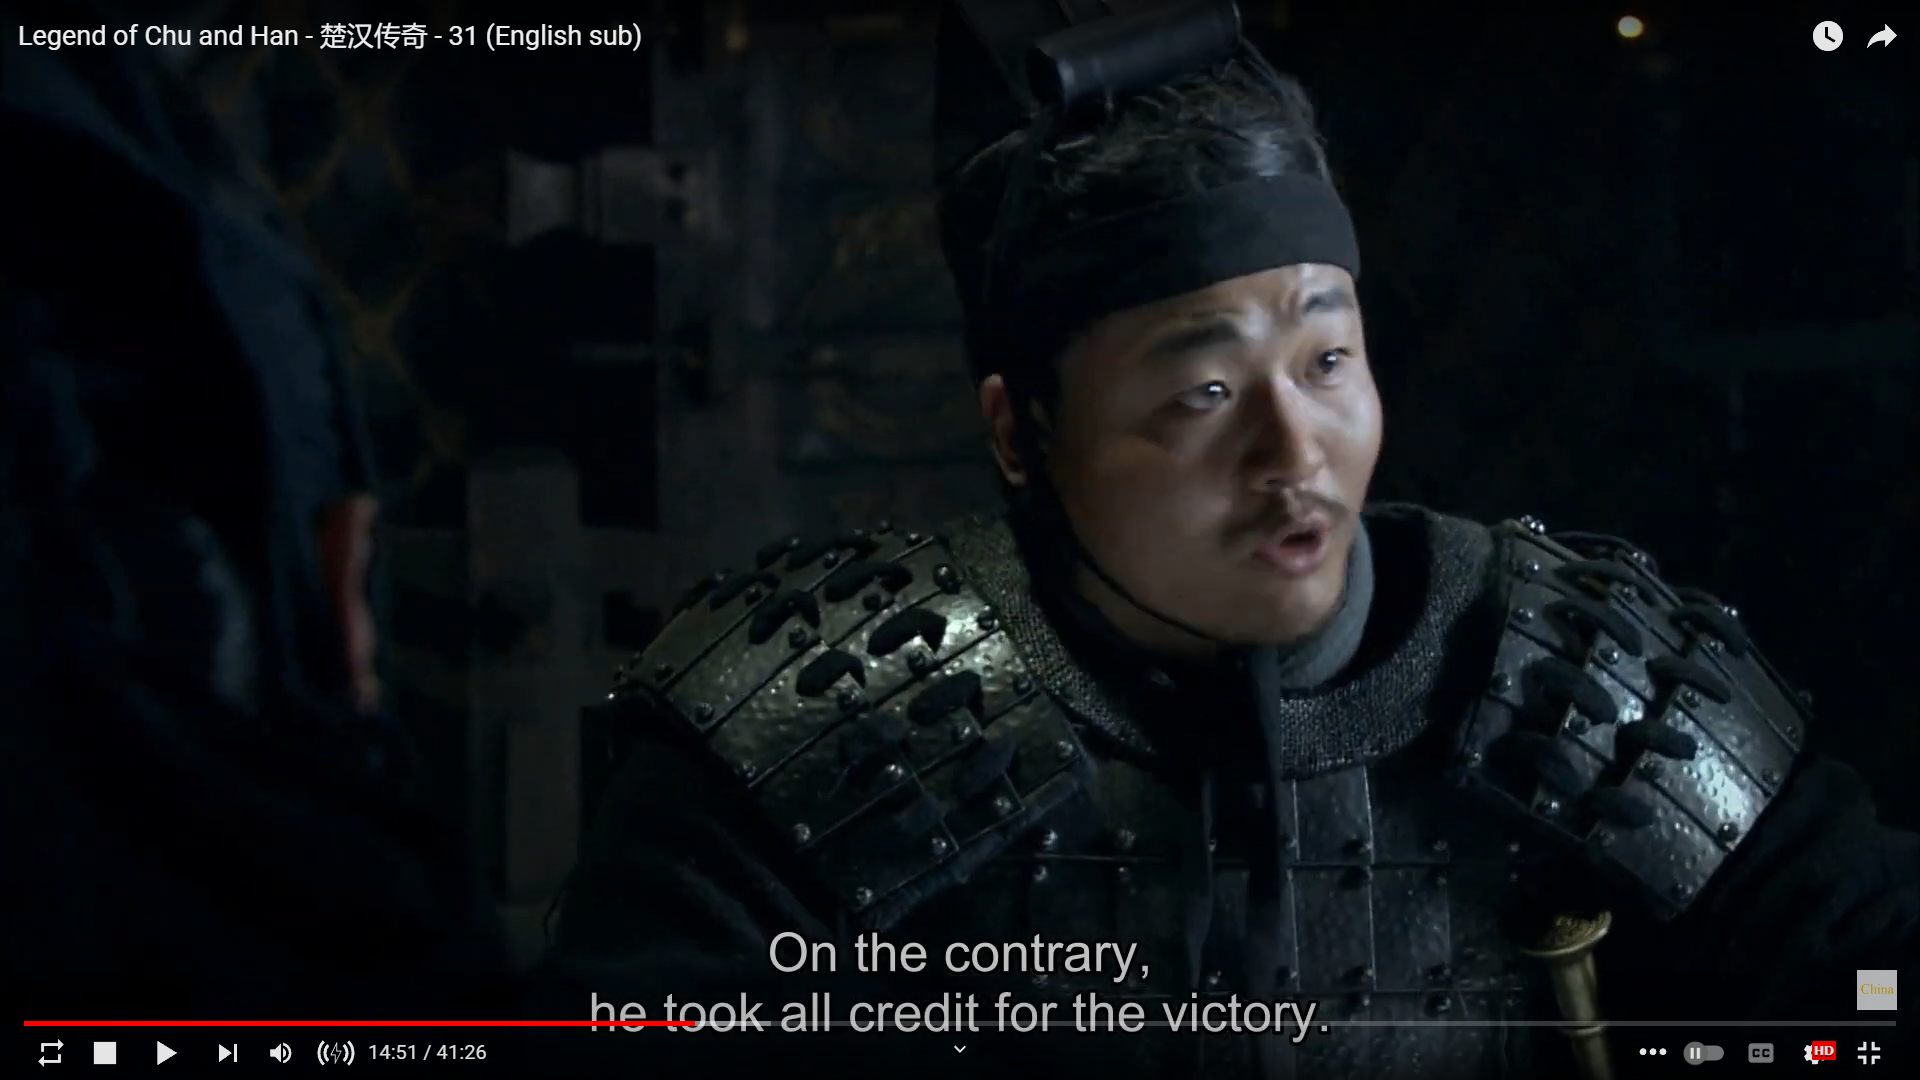 Legend of Chu and Han - 楚汉传奇 - 31 (English sub)
On the contrary,
he took all credit for the victory.
China
14:51 / 41:26
CC
HD